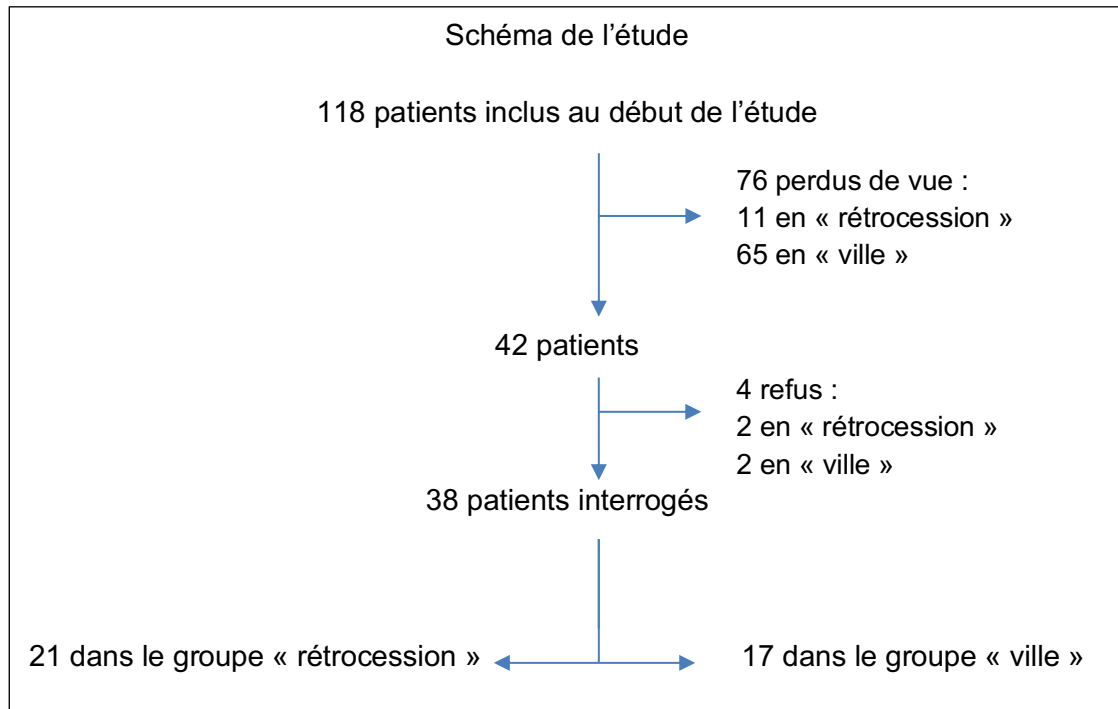 Schéma de l'étude
118 patients inclus au début de l'étude
76 perdus de vue :
11 en « rétrocession »
65 en « ville »
42 patients
4 refus :
2 en « rétrocession »
2 en « ville »
38 patients interrogés
21 dans le groupe « rétrocession »
17 dans le groupe « ville »